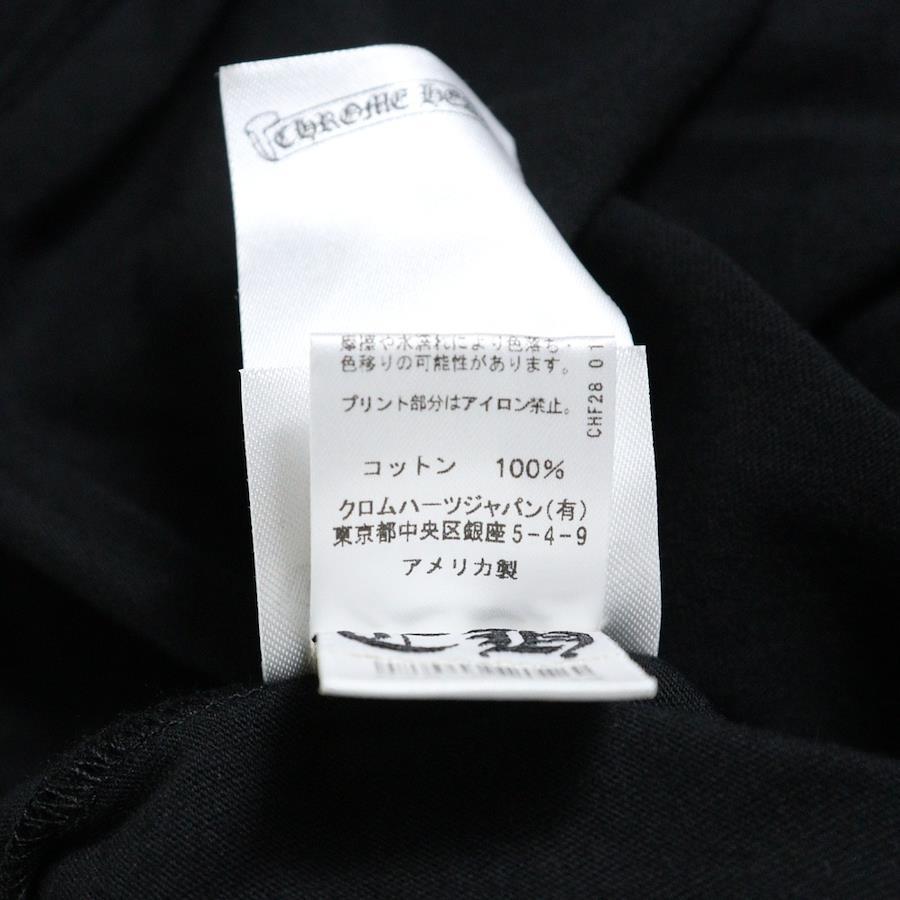 CHROME
摩擦や水濡れにより色落ち・
色移りの可能性があります。
プリント部分はアイロン禁止。
コットン 100%
クロムハーツジャパン(有)
東京都中央区銀座5-4-9
アメリカ製
CHF28 01